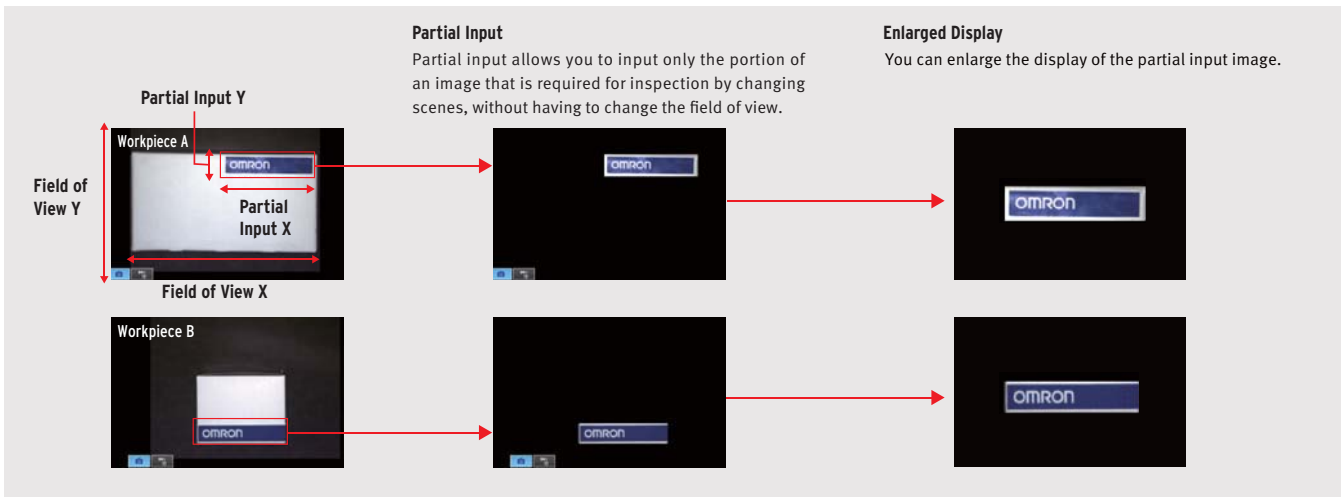 Partial Input
Partial input allows you to input only the portion of
an image that is required for inspection by changing
scenes, without having to change the field of view.
Enlarged Display
You can enlarge the display of the partial input image.
Partial Input Y
Workpiece A
omron
Field of
View Y
Partial
Input X
Field of View X
omron
omron
Workpiece B
omron
omron
omron